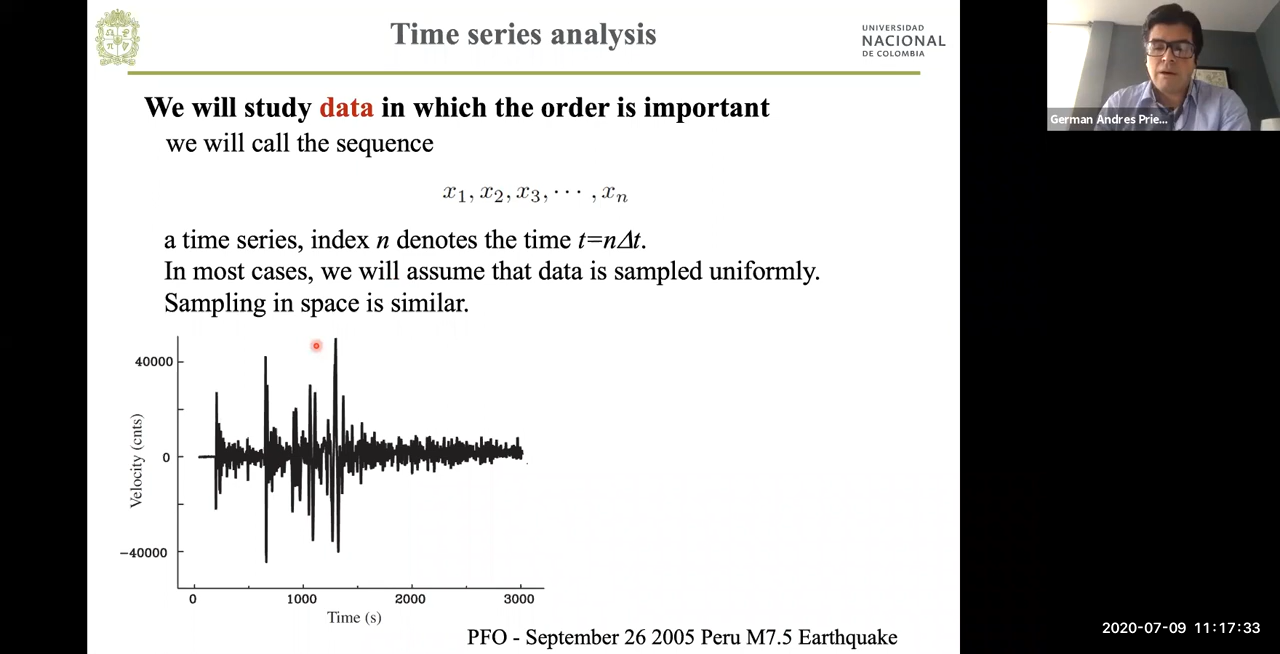 Time series analysis
UNIVERSIDAD
NACIONAL
DE COLOMBIA
German Andres Prie...
We will study data in which the order is important
we will call the sequence
x₁, x₂, x₃, ⋯ , xₙ
a time series, index n denotes the time t=nΔt.
In most cases, we will assume that data is sampled uniformly.
Sampling in space is similar.
40000
0
−40000
Velocity (cnts)
0 1000 2000 3000
Time (s)
PFO - September 26 2005 Peru M7.5 Earthquake
2020-07-09 11:17:33